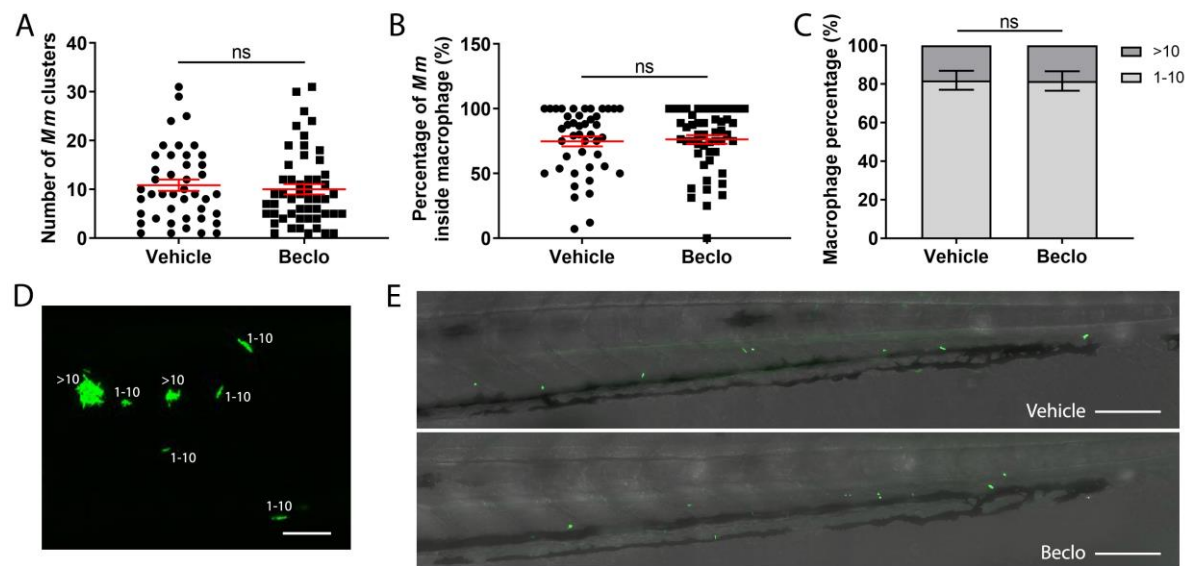 A
Number of Mm clusters
40
30
20
10
0
ns
Vehicle Beclo
B
Percentage of Mm
inside macrophage (%)
150
100
50
0
ns
Vehicle Beclo
C
Macrophage percentage (%)
100
80
60
40
20
0
ns
Vehicle Beclo
>10
1-10
D
1-10
>10
1-10
>10
1-10
1-10
1-10
E
Vehicle
Beclo